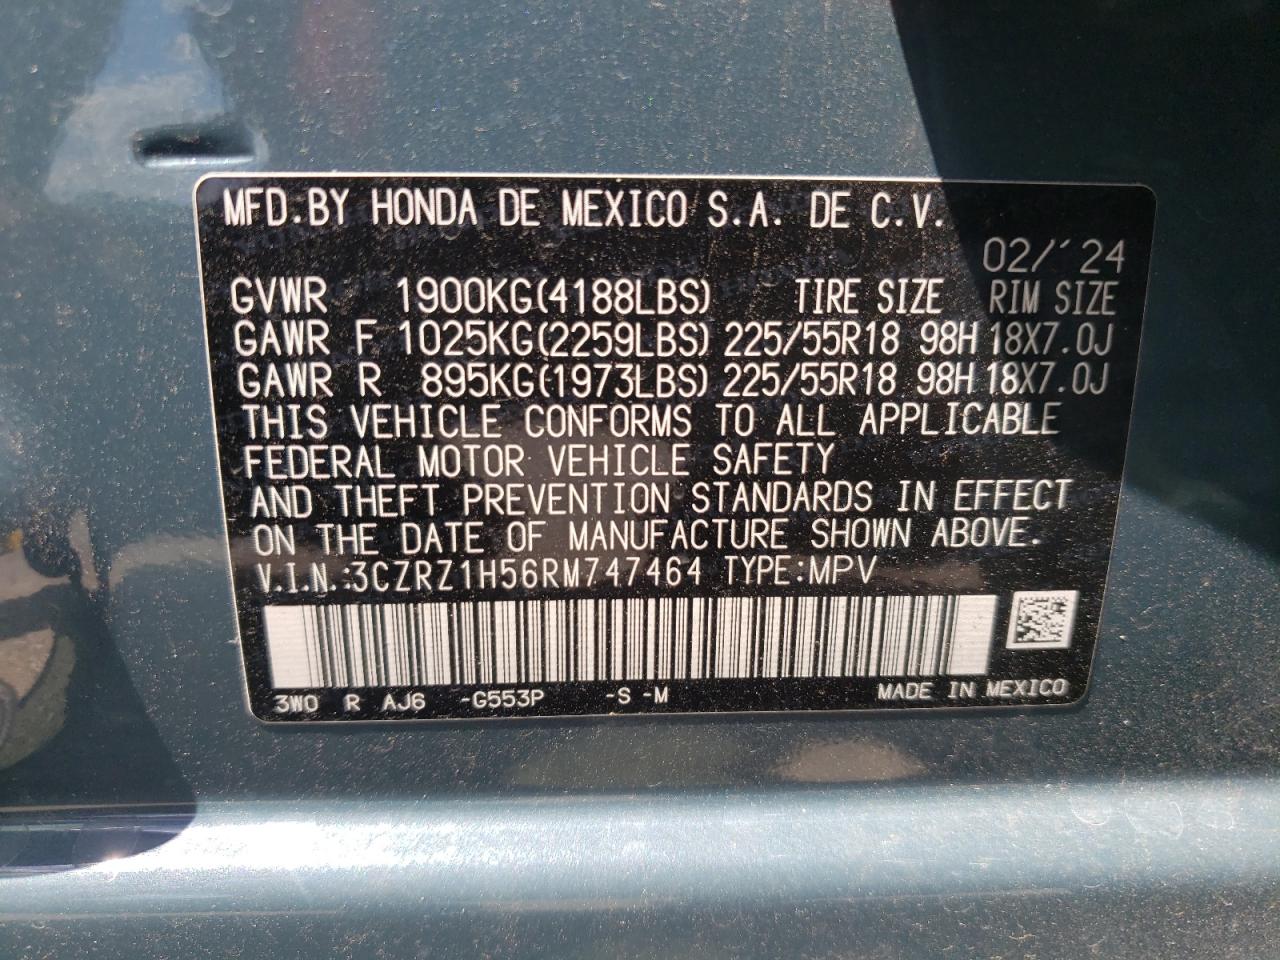 MFD.BY HONDA DE MEXICO S.A. DE C.V.
02/'24
GVWR 1900KG(4188LBS) TIRE SIZE RIM SIZE
GAWR F 1025KG(2259LBS) 225/55R18 98H 18X7.0J
GAWR R 895KG(1973LBS) 225/55R18 98H 18X7.0J
THIS VEHICLE CONFORMS TO ALL APPLICABLE
FEDERAL MOTOR VEHICLE SAFETY
AND THEFT PREVENTION STANDARDS IN EFFECT
ON THE DATE OF MANUFACTURE SHOWN ABOVE.
V.I.N.:3CZRZ1H56RM747464 TYPE:MPV
3W0 R AJ6 -G553P -S -M MADE IN MEXICO